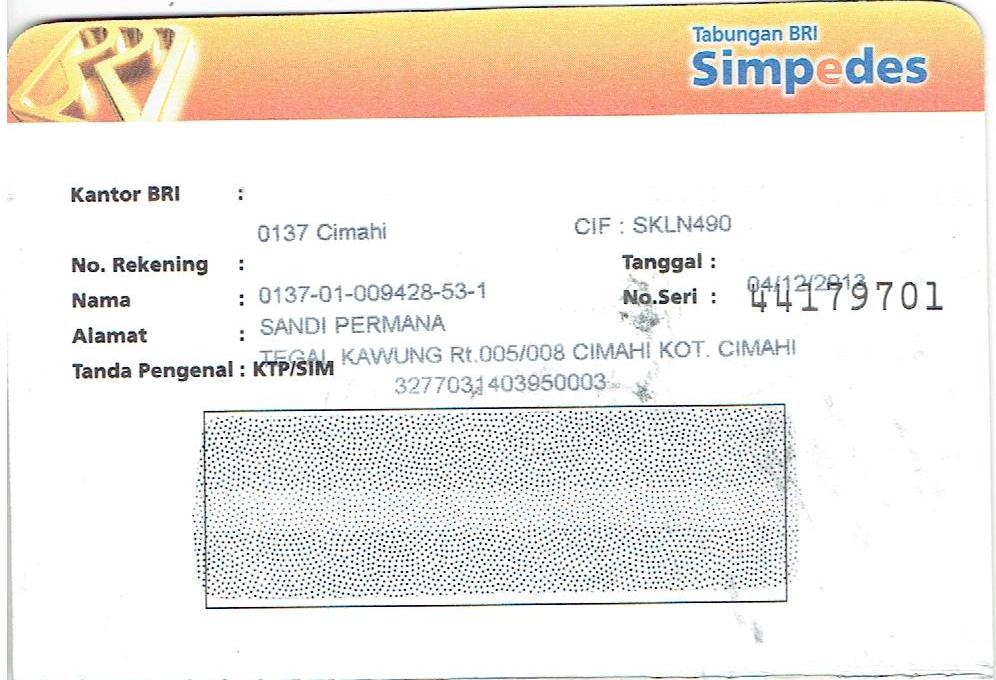 BRI
Tabungan BRI
Simpedes
Kantor BRI :
0137 Cimahi CIF : SKLN490
No. Rekening : Tanggal :
0137-01-009428-53-1 04/12/2013
Nama : No.Seri : 44179701
SANDI PERMANA
Alamat :
TEGAL KAWUNG Rt.005/008 CIMAHI KOT. CIMAHI
Tanda Pengenal : KTP/SIM
3277031403950003